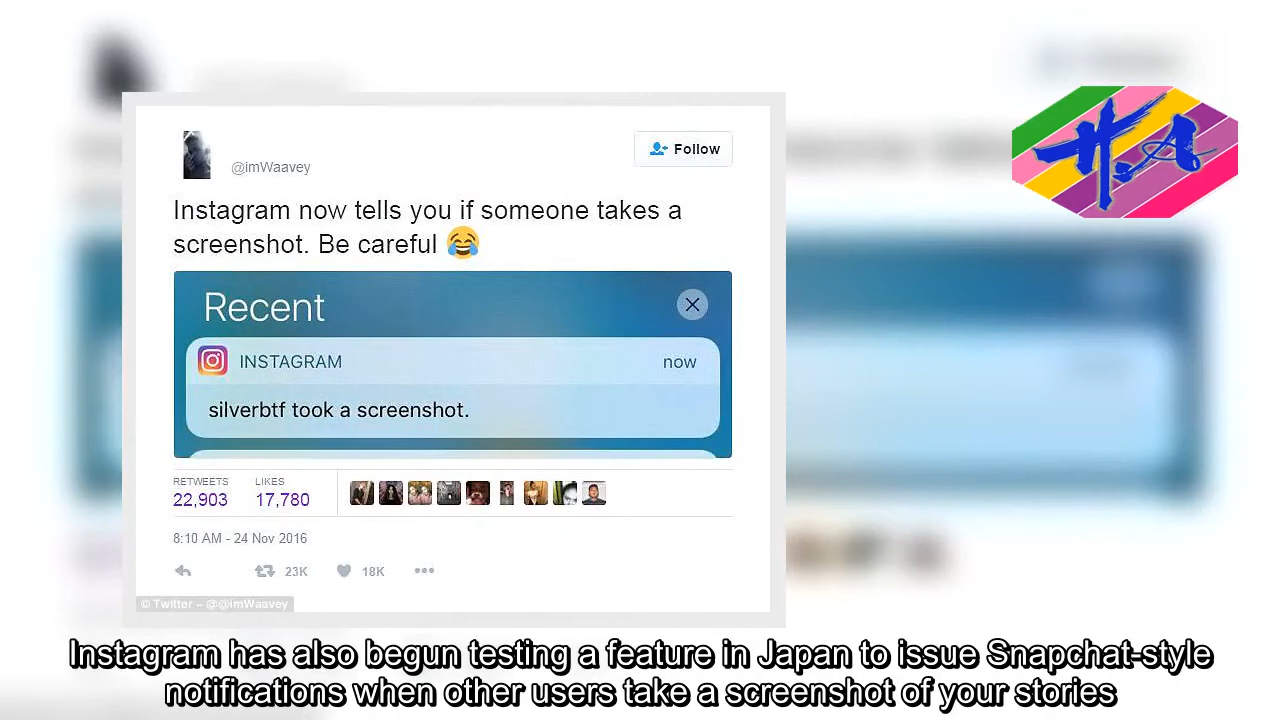 @imWaavey
Follow
Instagram now tells you if someone takes a
screenshot. Be careful 😂
Recent
INSTAGRAM
now
silverbtf took a screenshot.
RETWEETS
LIKES
22,903
17,780
8:10 AM - 24 Nov 2016
23K
18K
© Twitter – @@imWaavey
H.A
Instagram has also begun testing a feature in Japan to issue Snapchat-style
notifications when other users take a screenshot of your stories